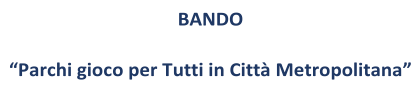 BANDO
“Parchi gioco per Tutti in Città Metropolitana”